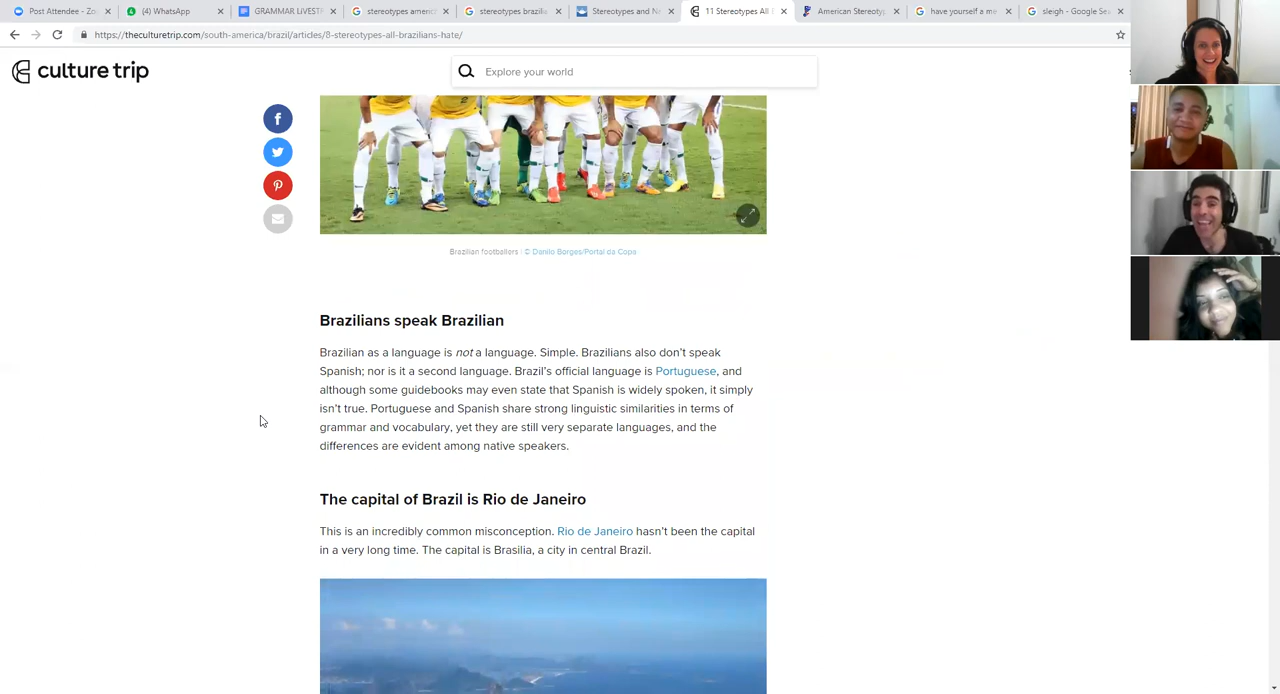 Post Attendee - Zo
(4) WhatsApp
GRAMMAR LiVEST
stereotypes americ
stereotypes brazilia
Stereotypes and Ne
11 Stereotypes All
American Stereoty
have yourself a me
sleigh - Google Se
https://theculturetrip.com/south-america/brazil/articles/8-stereotypes-all-brazilians-hate/
culture trip
Explore your world
Brazilian footballers | © Danilo Borges/Portal da Copa
Brazilians speak Brazilian
Brazilian as a language is not a language. Simple. Brazilians also don't speak
Spanish; nor is it a second language. Brazil's official language is Portuguese, and
although some guidebooks may even state that Spanish is widely spoken, it simply
isn't true. Portuguese and Spanish share strong linguistic similarities in terms of
grammar and vocabulary, yet they are still very separate languages, and the
differences are evident among native speakers.
The capital of Brazil is Rio de Janeiro
This is an incredibly common misconception. Rio de Janeiro hasn't been the capital
in a very long time. The capital is Brasilia, a city in central Brazil.